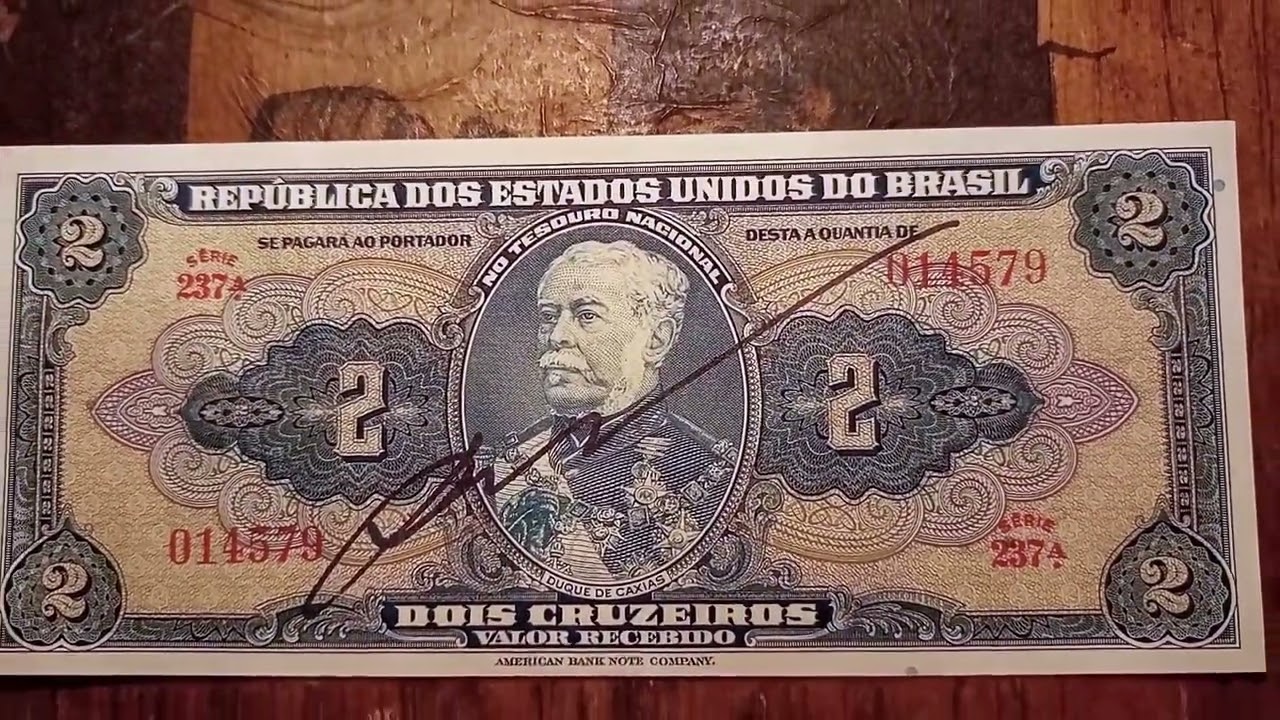 REPÚBLICA DOS ESTADOS UNIDOS DO BRASIL
2
2
SE PAGARÁ AO PORTADOR
NO TESOURO NACIONAL
DESTA A QUANTIA DE
SÉRIE
237A
014579
2
2
014579
SÉRIE
237A
DUQUE DE CAXIAS
2
2
DOIS CRUZEIROS
VALOR RECEBIDO
AMERICAN BANK NOTE COMPANY.